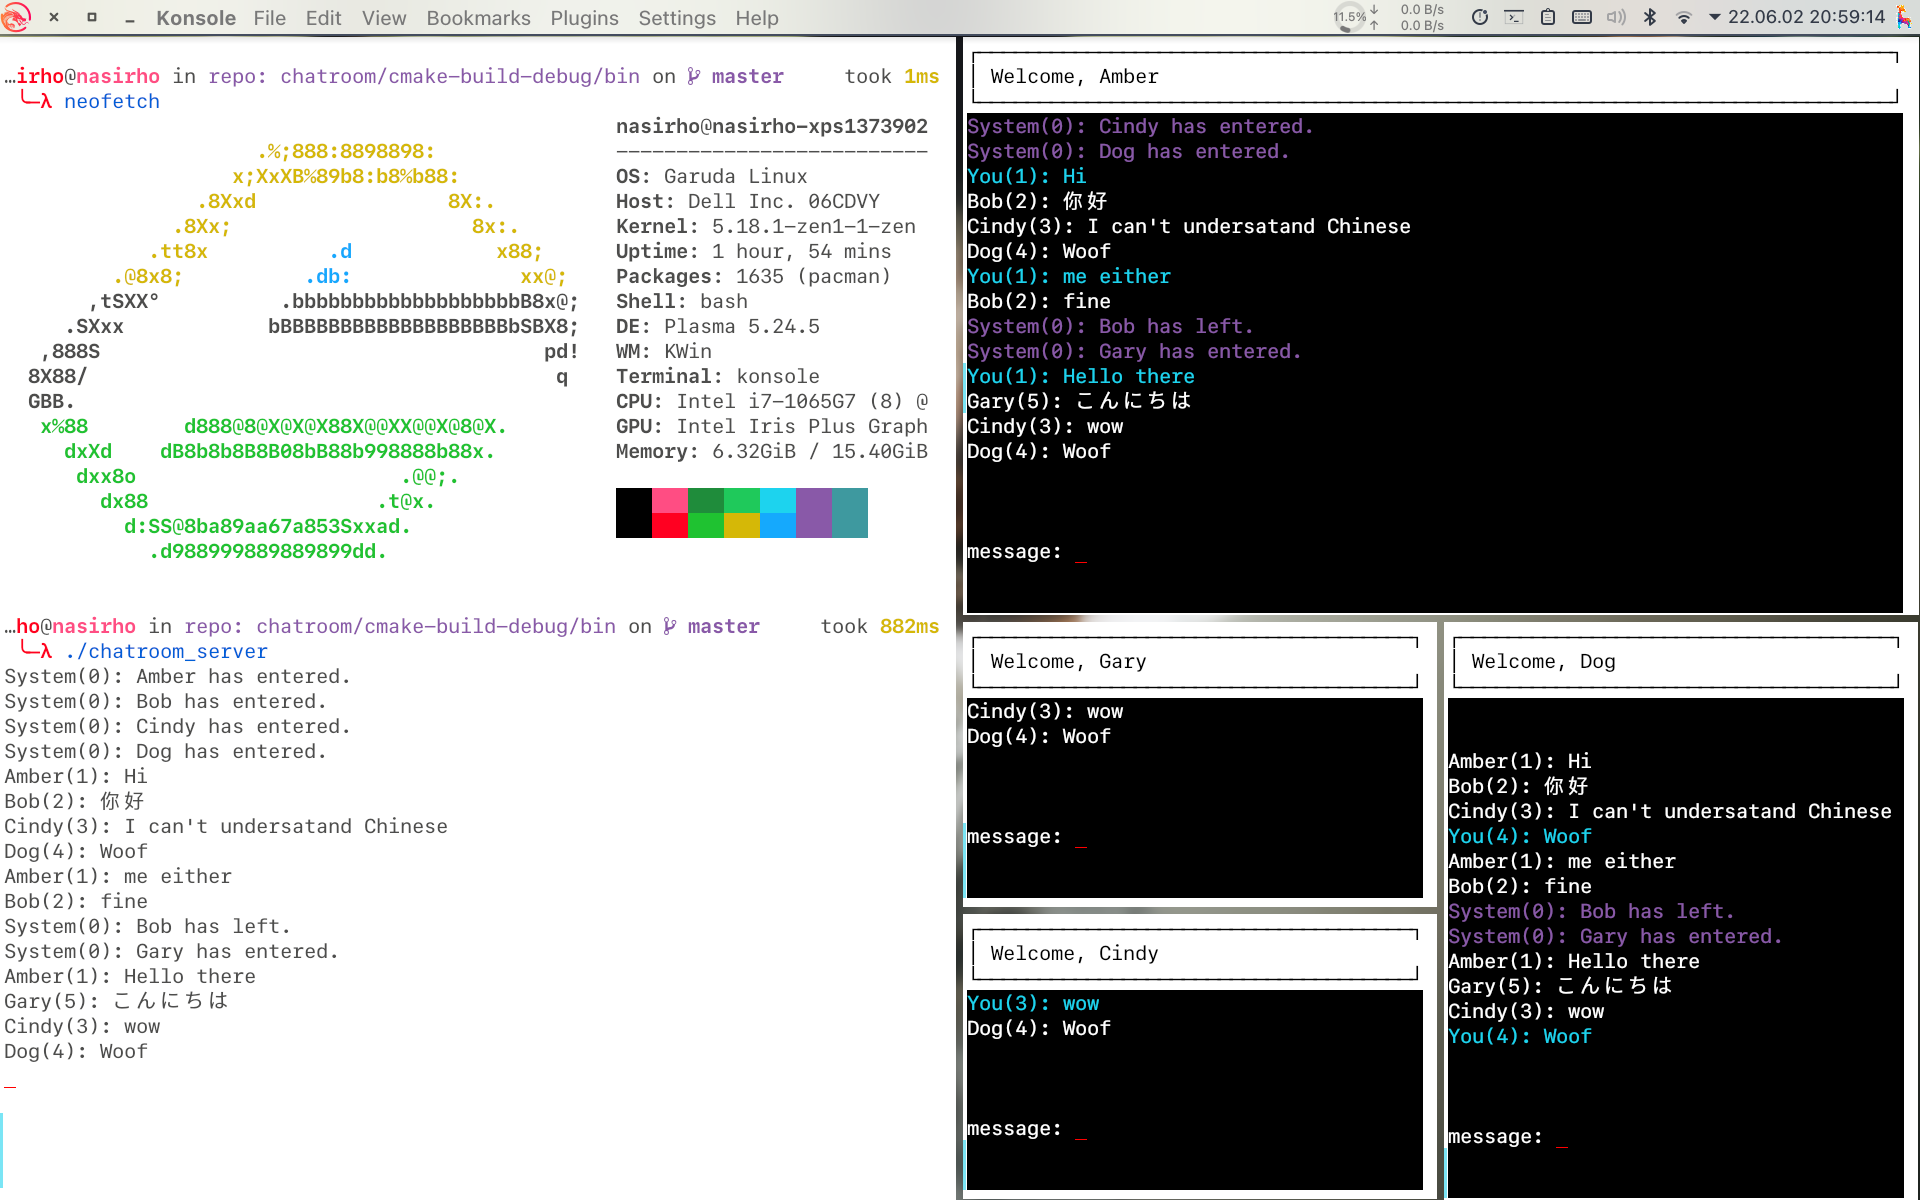 Konsole File Edit View Bookmarks Plugins Settings Help
11.5%
0.0 B/s
0.0 B/s
22.06.02 20:59:14
…irho@nasirho in repo: chatroom/cmake-build-debug/bin on master took 1ms
╰─λ neofetch
.%;888:8898898:
x;XxXB%89b8:b8%b88:
.8Xxd 8X:.
.8Xx; 8x:.
.tt8x .d x88;
.@8x8; .db: xx@;
,tSXX° .bbbbbbbbbbbbbbbbbbbB8x@;
.SXxx bBBBBBBBBBBBBBBBBBBBbSBX8;
,888S pd!
8X88/ q
GBB.
x%88 d888@8@X@X@X88X@@XX@@X@8@X.
dxXd dB8b8b8B8B08bB88b998888b88x.
dxx8o .@@;.
dx88 .t@x.
d:SS@8ba89aa67a853Sxxad.
.d988999889889899dd.
nasirho@nasirho-xps1373902
--------------------------
OS: Garuda Linux
Host: Dell Inc. 06CDVY
Kernel: 5.18.1-zen1-1-zen
Uptime: 1 hour, 54 mins
Packages: 1635 (pacman)
Shell: bash
DE: Plasma 5.24.5
WM: KWin
Terminal: konsole
CPU: Intel i7-1065G7 (8) @
GPU: Intel Iris Plus Graph
Memory: 6.32GiB / 15.40GiB
…ho@nasirho in repo: chatroom/cmake-build-debug/bin on master took 882ms
╰─λ ./chatroom_server
System(0): Amber has entered.
System(0): Bob has entered.
System(0): Cindy has entered.
System(0): Dog has entered.
Amber(1): Hi
Bob(2): 你好
Cindy(3): I can't undersatand Chinese
Dog(4): Woof
Amber(1): me either
Bob(2): fine
System(0): Bob has left.
System(0): Gary has entered.
Amber(1): Hello there
Gary(5): こんにちは
Cindy(3): wow
Dog(4): Woof
_
Welcome, Amber
System(0): Cindy has entered.
System(0): Dog has entered.
You(1): Hi
Bob(2): 你好
Cindy(3): I can't undersatand Chinese
Dog(4): Woof
You(1): me either
Bob(2): fine
System(0): Bob has left.
System(0): Gary has entered.
You(1): Hello there
Gary(5): こんにちは
Cindy(3): wow
Dog(4): Woof
message: _
Welcome, Gary
Cindy(3): wow
Dog(4): Woof
message: _
Welcome, Cindy
You(3): wow
Dog(4): Woof
message: _
Welcome, Dog
Amber(1): Hi
Bob(2): 你好
Cindy(3): I can't undersatand Chinese
You(4): Woof
Amber(1): me either
Bob(2): fine
System(0): Bob has left.
System(0): Gary has entered.
Amber(1): Hello there
Gary(5): こんにちは
Cindy(3): wow
You(4): Woof
message: _